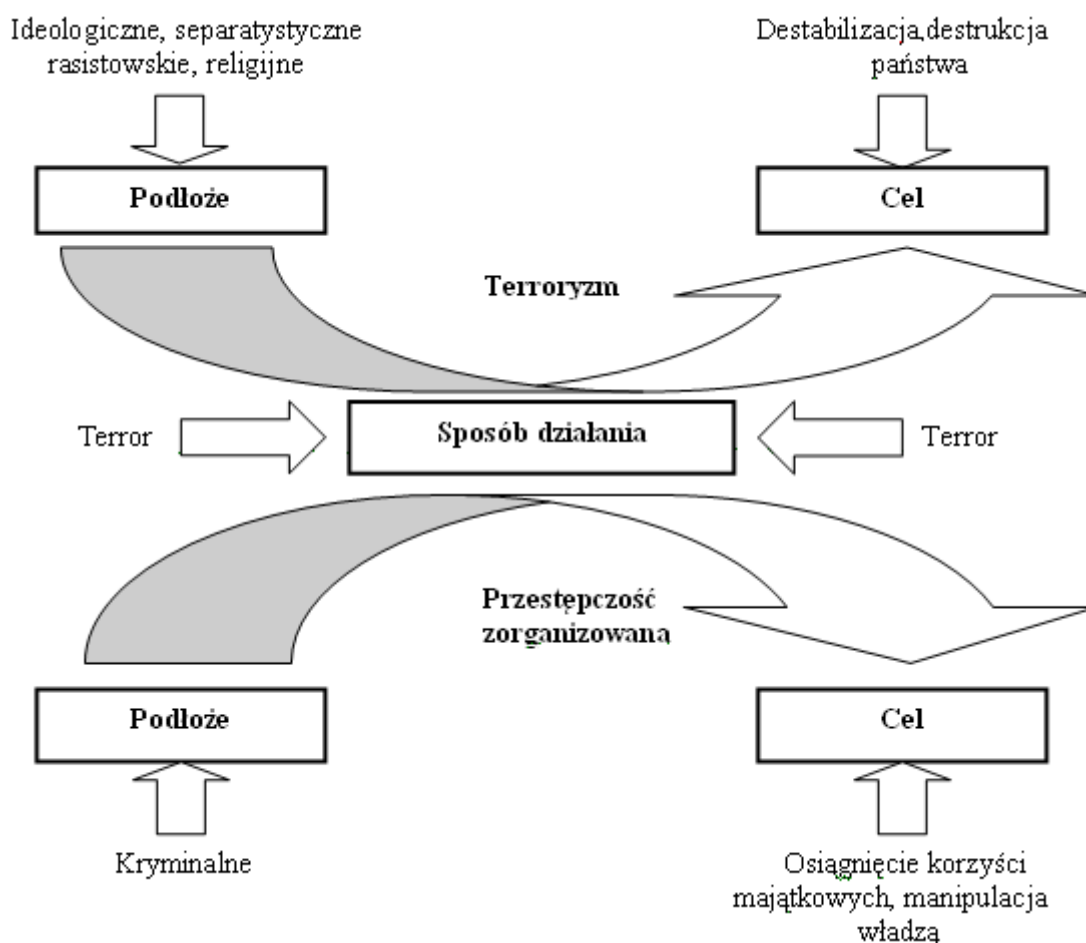 Ideologiczne, separatystyczne
rasistowskie, religijne
Destabilizacja,destrukcja
państwa
Podłoże
Cel
Terroryzm
Terror
Sposób działania
Terror
Przestępczość
zorganizowana
Podłoże
Cel
Kryminalne
Osiągnięcie korzyści
majątkowych, manipulacja
władzą